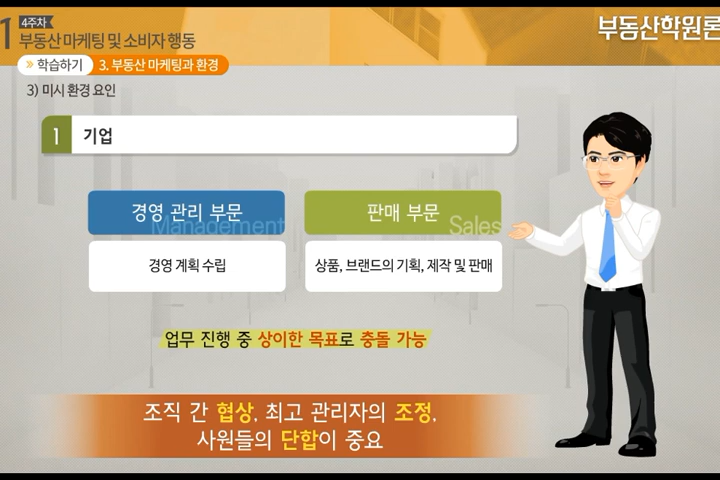 1
4주차
부동산 마케팅 및 소비자 행동
부동산학원론
» 학습하기
3. 부동산 마케팅과 환경
3) 미시 환경 요인
1 기업
경영 관리 부문
Management
판매 부문
Sales
경영 계획 수립
상품, 브랜드의 기획, 제작 및 판매
업무 진행 중 상이한 목표로 충돌 가능
조직 간 협상, 최고 관리자의 조정,
사원들의 단합이 중요